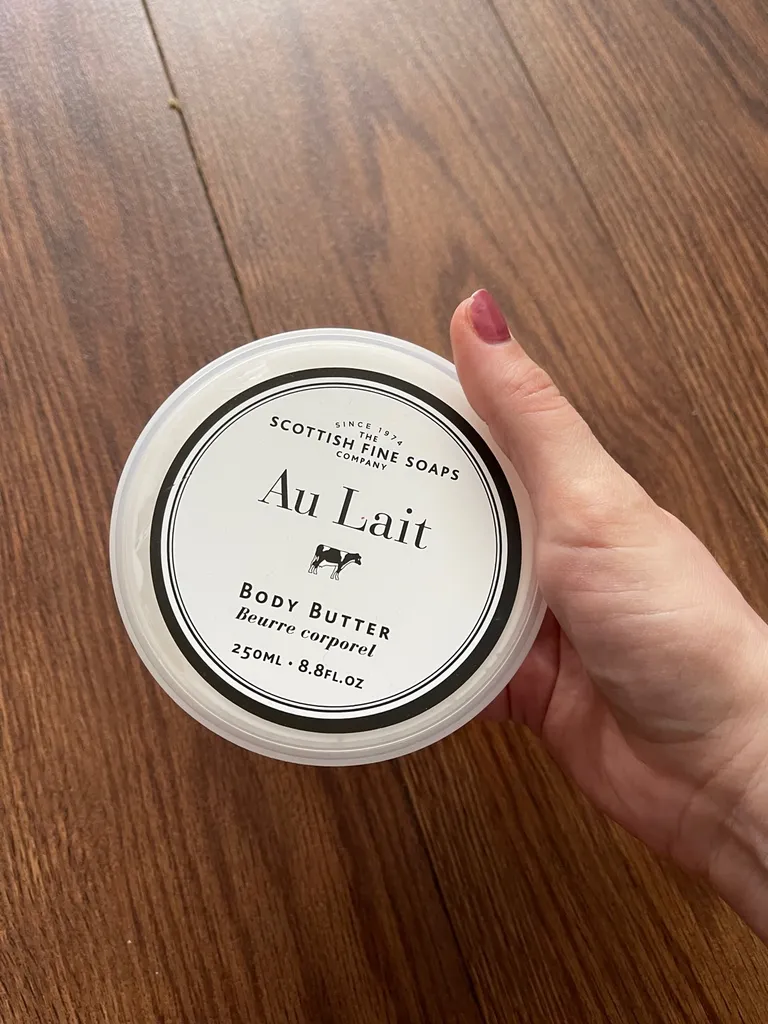 SINCE 1974
THE
SCOTTISH FINE SOAPS
COMPANY
Au Lait
BODY BUTTER
Beurre corporel
250ML • 8.8FL.OZ